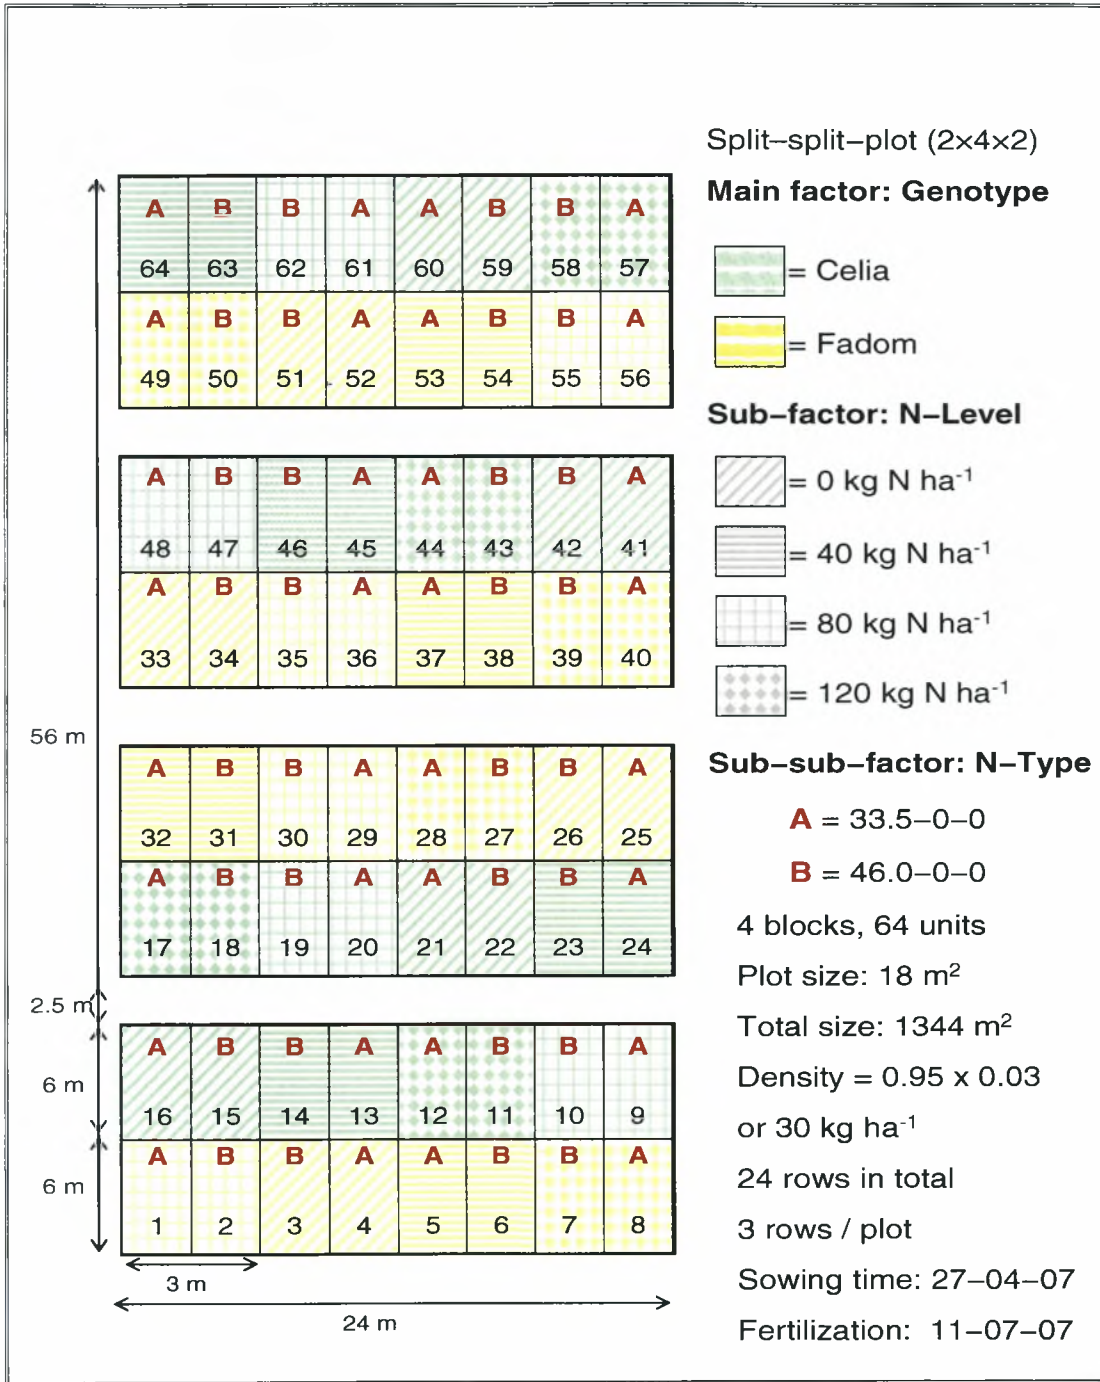 Split–split–plot (2×4×2)
Main factor: Genotype
= Celia
= Fadom
Sub–factor: N–Level
= 0 kg N ha-1
= 40 kg N ha-1
= 80 kg N ha-1
= 120 kg N ha-1
Sub–sub–factor: N–Type
A = 33.5–0–0
B = 46.0–0–0
4 blocks, 64 units
Plot size: 18 m2
Total size: 1344 m2
Density = 0.95 x 0.03
or 30 kg ha-1
24 rows in total
3 rows / plot
Sowing time: 27–04–07
Fertilization: 11–07–07
A B B A A B B A
64 63 62 61 60 59 58 57
A B B A A B B A
49 50 51 52 53 54 55 56
A B B A A B B A
48 47 46 45 44 43 42 41
A B B A A B B A
33 34 35 36 37 38 39 40
56 m
A B B A A B B A
32 31 30 29 28 27 26 25
A B B A A B B A
17 18 19 20 21 22 23 24
2.5 m
A B B A A B B A
6 m
16 15 14 13 12 11 10 9
A B B A A B B A
6 m
1 2 3 4 5 6 7 8
3 m
24 m